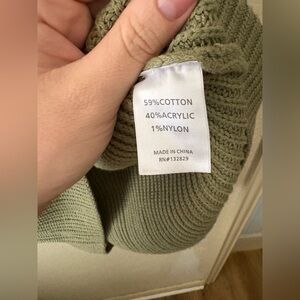 59%COTTON
40%ACRYLIC
1%NYLON
MADE IN CHINA
RN#132829